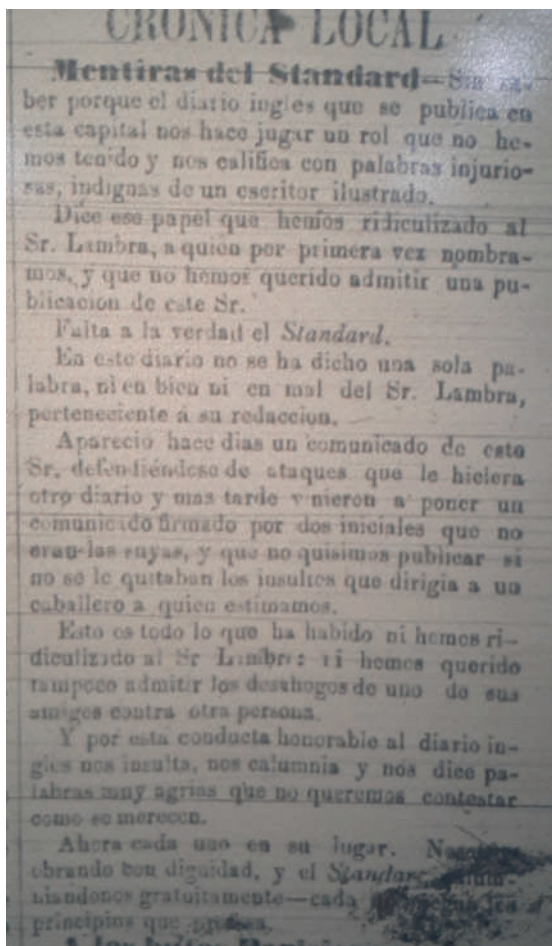 CRONICA LOCAL
Mentiras del Standard—Sin sa-
ber porque el diario ingles que se publica en
esta capital nos hace jugar un rol que no he-
mos tenido y nos califica con palabras injurio-
sas, indignas de un escritor ilustrado.
Dice ese papel que hemos ridiculizado al
Sr. Lambra, a quien por primera vez nombra-
mos, y que no hemos querido admitir una pu-
blicacion de este Sr.
Falta a la verdad el Standard.
En este diario no se ha dicho una sola pa-
labra, ni en bien ni en mal del Sr. Lambra,
perteneciente á su redaccion.
Apareció hace dias un comunicado de este
Sr. defendiéndose de ataques que le hiciera
otro diario y mas tarde vinieron a poner un
comunicado firmado por dos iniciales que no
eran las suyas, y que no quisimos publicar si
no se le quitaban los insultos que dirigia a un
caballero a quien estimamos.
Esto es todo lo que ha habido ni hemos ri-
diculizado al Sr Lambra ni hemos querido
tampoco admitir los desahogos de uno de sus
amigos contra otra persona.
Y por esta conducta honorable al diario in-
gles nos insulta, nos calumnia y nos dice pa-
labras muy agrias que no queremos contestar
como se merecen.
Ahora cada uno en su lugar.
obrando con dignidad, y el Standard
niandonos gratuitamente—cada
principios que